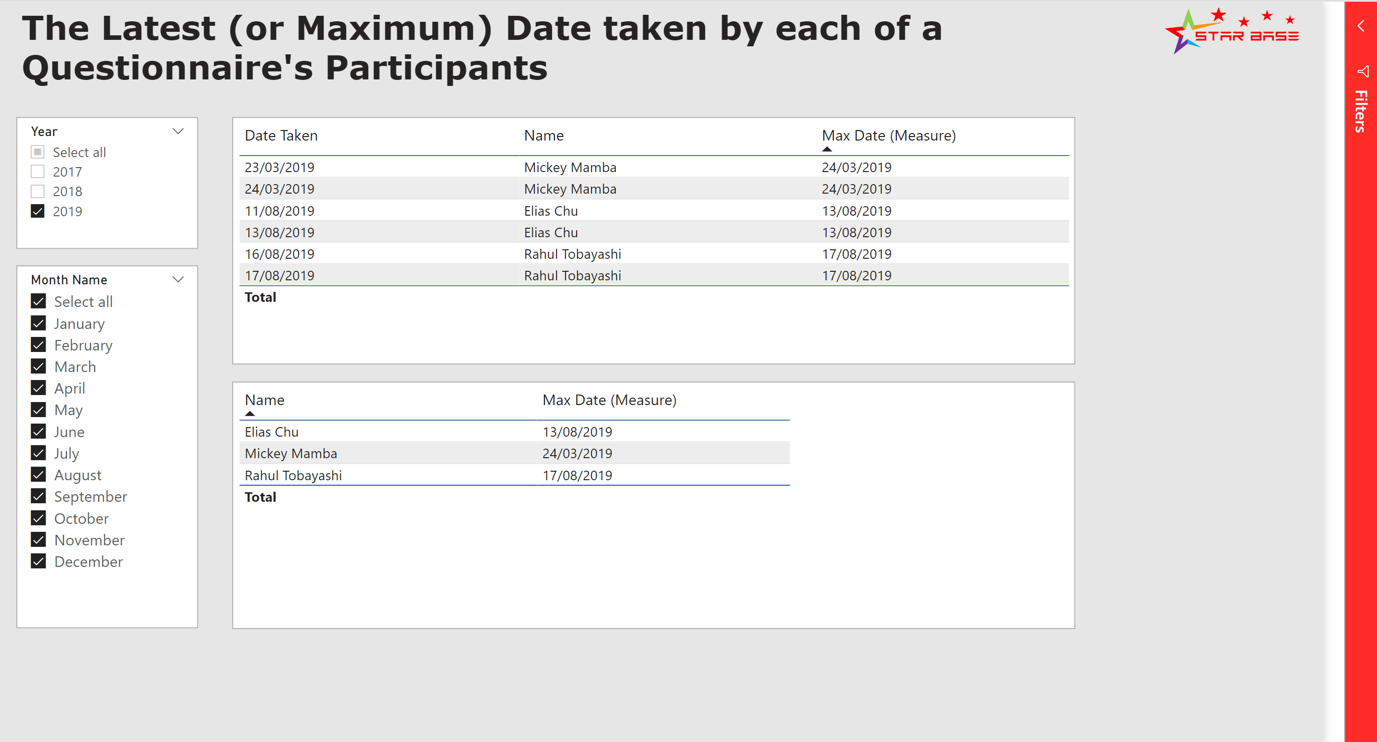 The Latest (or Maximum) Date taken by each of a
Questionnaire's Participants
STAR BASE
Filters
Year
Select all
2017
2018
2019
Month Name
Select all
January
February
March
April
May
June
July
August
September
October
November
December
Date Taken Name Max Date (Measure)
23/03/2019 Mickey Mamba 24/03/2019
24/03/2019 Mickey Mamba 24/03/2019
11/08/2019 Elias Chu 13/08/2019
13/08/2019 Elias Chu 13/08/2019
16/08/2019 Rahul Tobayashi 17/08/2019
17/08/2019 Rahul Tobayashi 17/08/2019
Total
Name Max Date (Measure)
Elias Chu 13/08/2019
Mickey Mamba 24/03/2019
Rahul Tobayashi 17/08/2019
Total